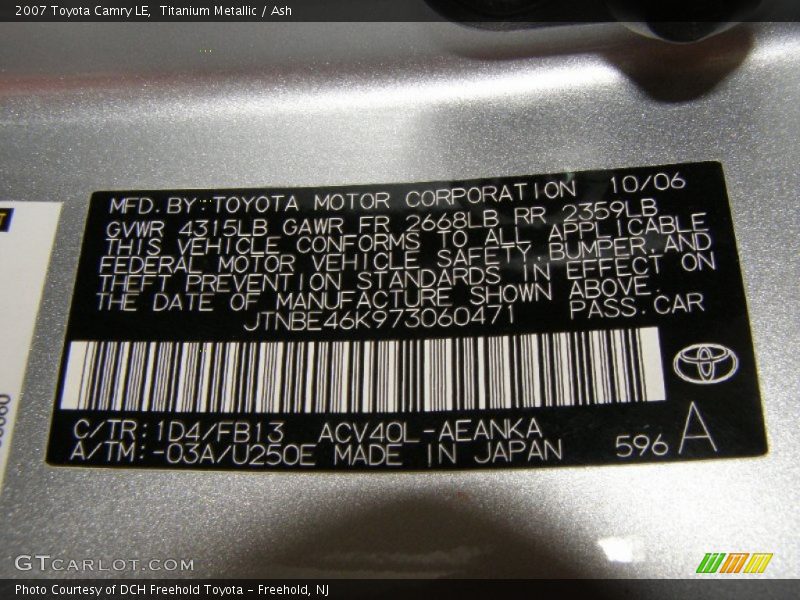 2007 Toyota Camry LE,  Titanium Metallic / Ash
MFD. BY: TOYOTA MOTOR CORPORATION 10/06
GVWR 4315LB GAWR FR 2668LB RR 2359LB
THIS VEHICLE CONFORMS TO ALL APPLICABLE
FEDERAL MOTOR VEHICLE SAFETY, BUMPER, AND
THEFT PREVENTION STANDARDS IN EFFECT ON
THE DATE OF MANUFACTURE SHOWN ABOVE.
JTNBE46K973060471 PASS. CAR
C/TR: 1D4/FB13 ACV40L-AEANKA
A/TM: -03A/U250E MADE IN JAPAN 596 A
GTCARLOT.COM
Photo Courtesy of DCH Freehold Toyota - Freehold, NJ